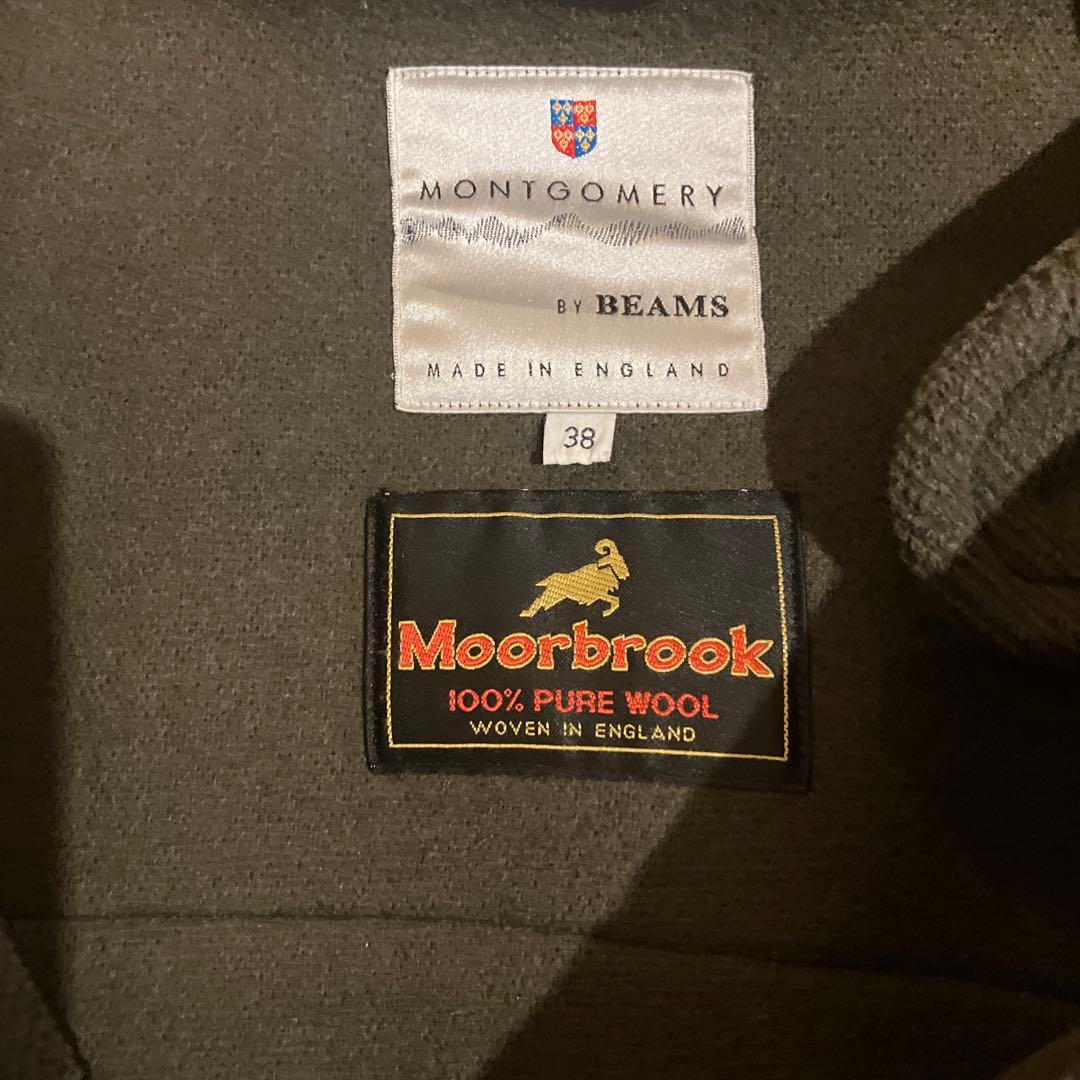 MONTGOMERY
BY BEAMS
MADE IN ENGLAND
38
Moorbrook
100% PURE WOOL
WOVEN IN ENGLAND